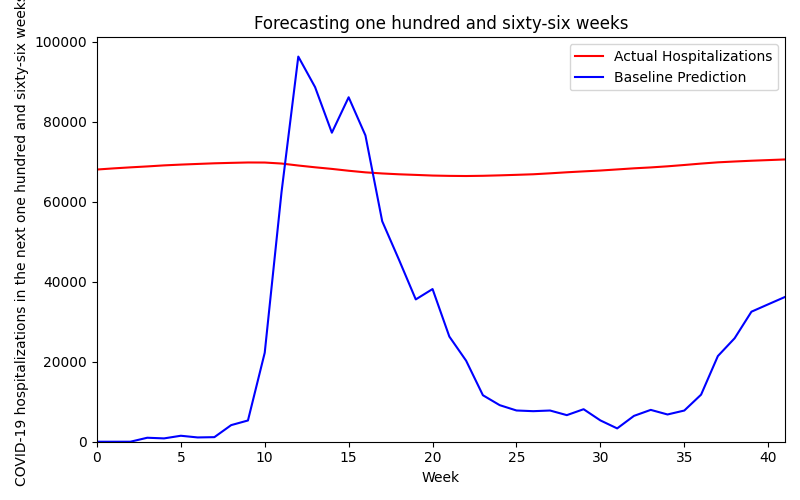 Forecasting one hundred and sixty-six weeks
COVID-19 hospitalizations in the next one hundred and sixty-six weeks
100000
80000
60000
40000
20000
0
Actual Hospitalizations
Baseline Prediction
0 5 10 15 20 25 30 35 40
Week